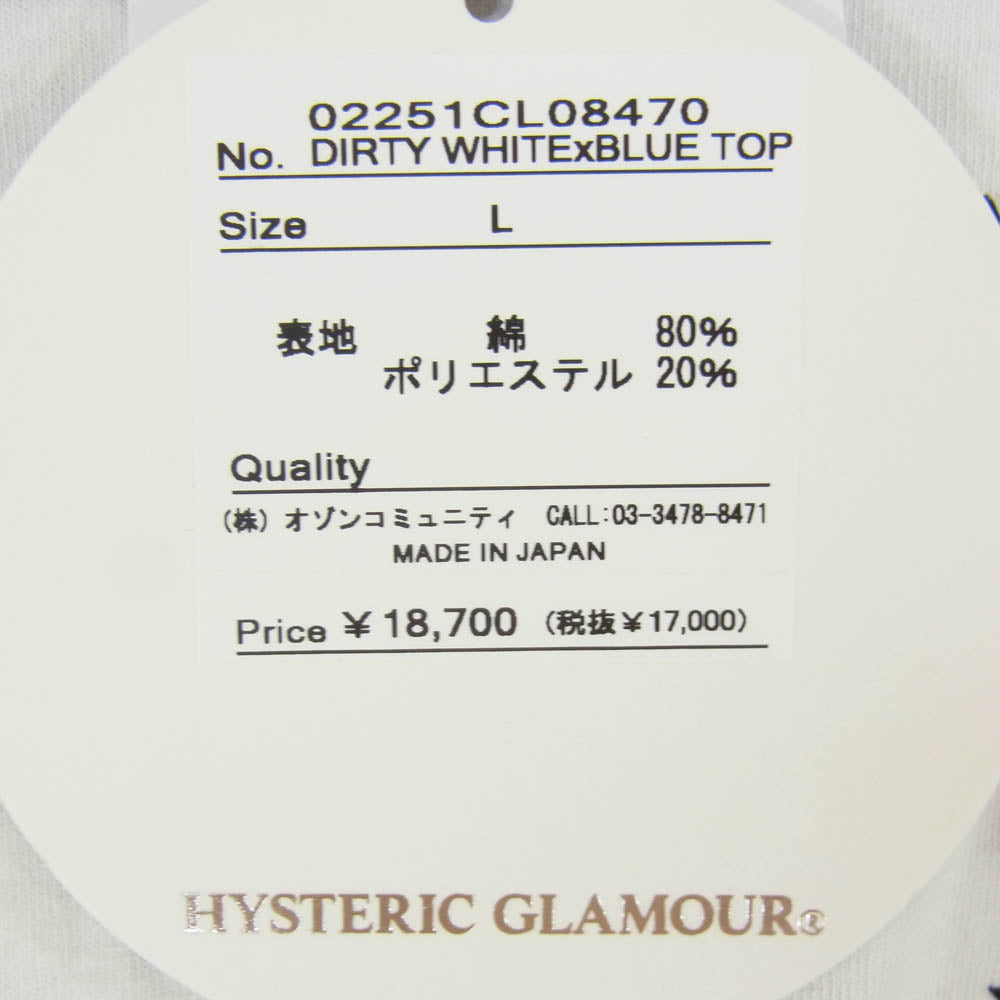 02251CL08470
No. DIRTY WHITExBLUE TOP
Size L
表地 綿 80%
ポリエステル 20%
Quality
(株) オゾンコミュニティ CALL:03-3478-8471
MADE IN JAPAN
Price ¥18,700 (税抜¥17,000)
HYSTERIC GLAMOUR®